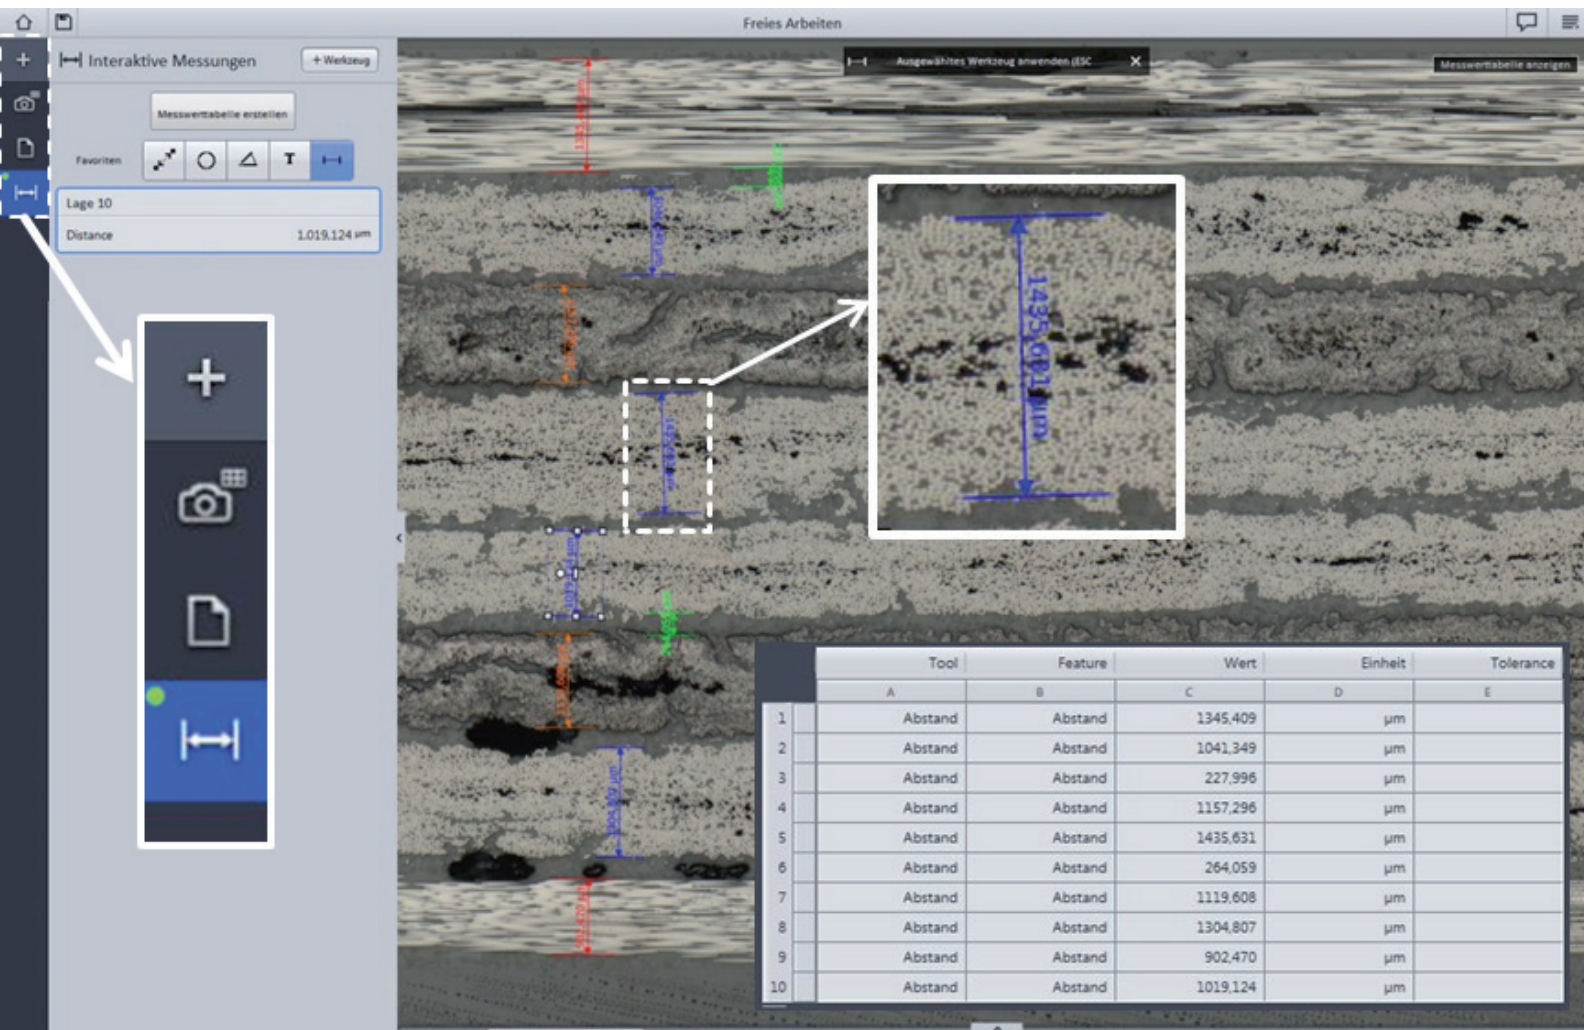 Freies Arbeiten
Interaktive Messungen
+ Werkzeug
Messwerttabelle erstellen
Favoriten
T
Lage 10
Distance 1.019,124 µm
Ausgewähltes Werkzeug anwenden (ESC
Messwerttabelle anzeigen
902,470 µm
Tool Feature Wert Einheit Tolerance
A B C D E
1 Abstand Abstand 1345,409 µm
2 Abstand Abstand 1041,349 µm
3 Abstand Abstand 227,996 µm
4 Abstand Abstand 1157,296 µm
5 Abstand Abstand 1435,631 µm
6 Abstand Abstand 264,059 µm
7 Abstand Abstand 1119,608 µm
8 Abstand Abstand 1304,807 µm
9 Abstand Abstand 902,470 µm
10 Abstand Abstand 1019,124 µm